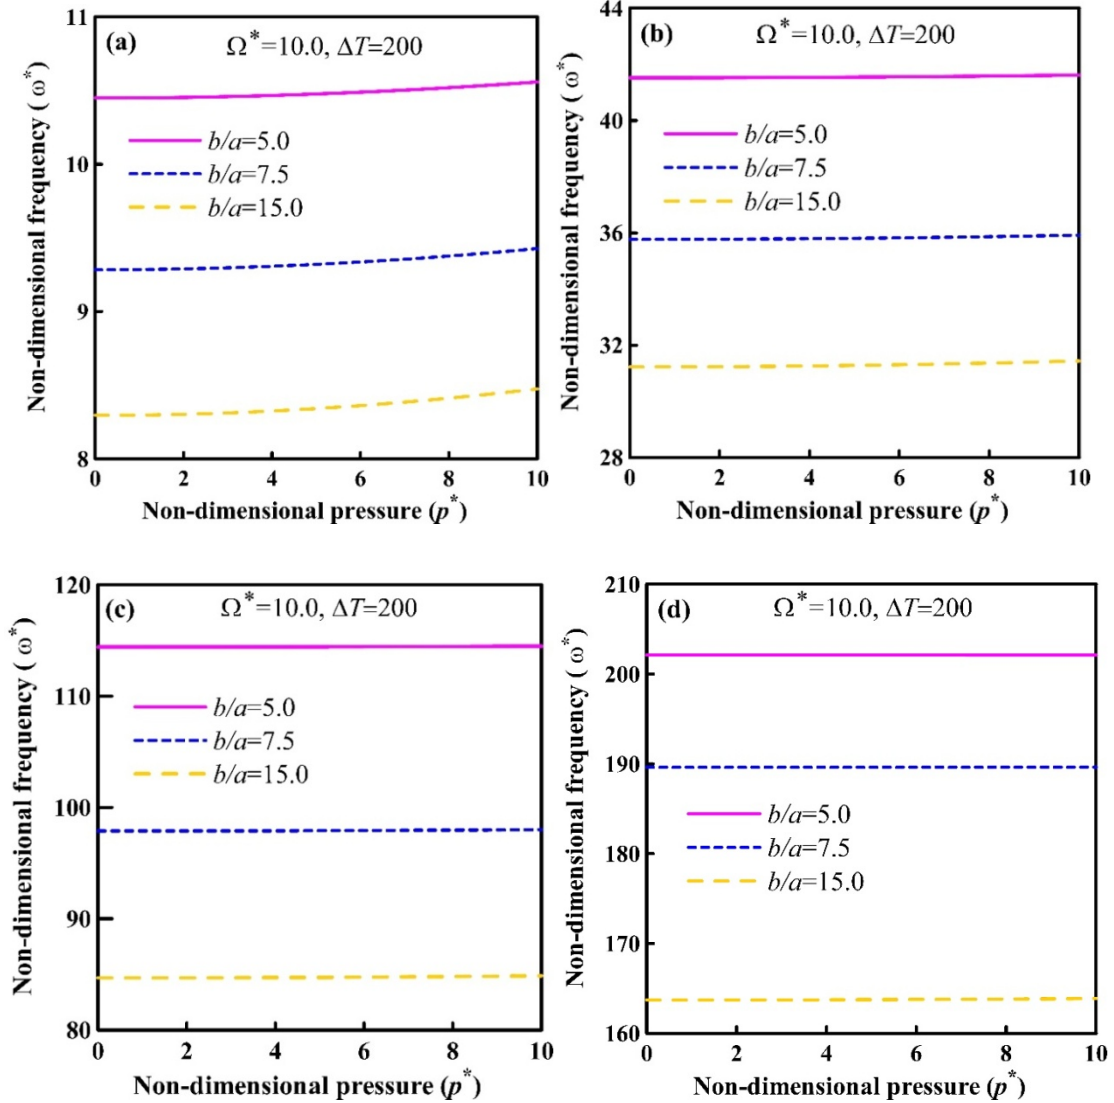 (a) Ω*=10.0, ΔT=200
b/a=5.0
b/a=7.5
b/a=15.0
11
10
9
8
0 2 4 6 8 10
Non-dimensional pressure (p*)
Non-dimensional frequency ( ω*)
(b) Ω*=10.0, ΔT=200
b/a=5.0
b/a=7.5
b/a=15.0
44
40
36
32
28
0 2 4 6 8 10
Non-dimensional pressure (p*)
Non-dimensional frequency ( ω*)
(c) Ω*=10.0, ΔT=200
b/a=5.0
b/a=7.5
b/a=15.0
120
110
100
90
80
0 2 4 6 8 10
Non-dimensional pressure (p*)
Non-dimensional frequency ( ω*)
(d) Ω*=10.0, ΔT=200
b/a=5.0
b/a=7.5
b/a=15.0
210
200
190
180
170
160
0 2 4 6 8 10
Non-dimensional pressure (p*)
Non-dimensional frequency ( ω*)